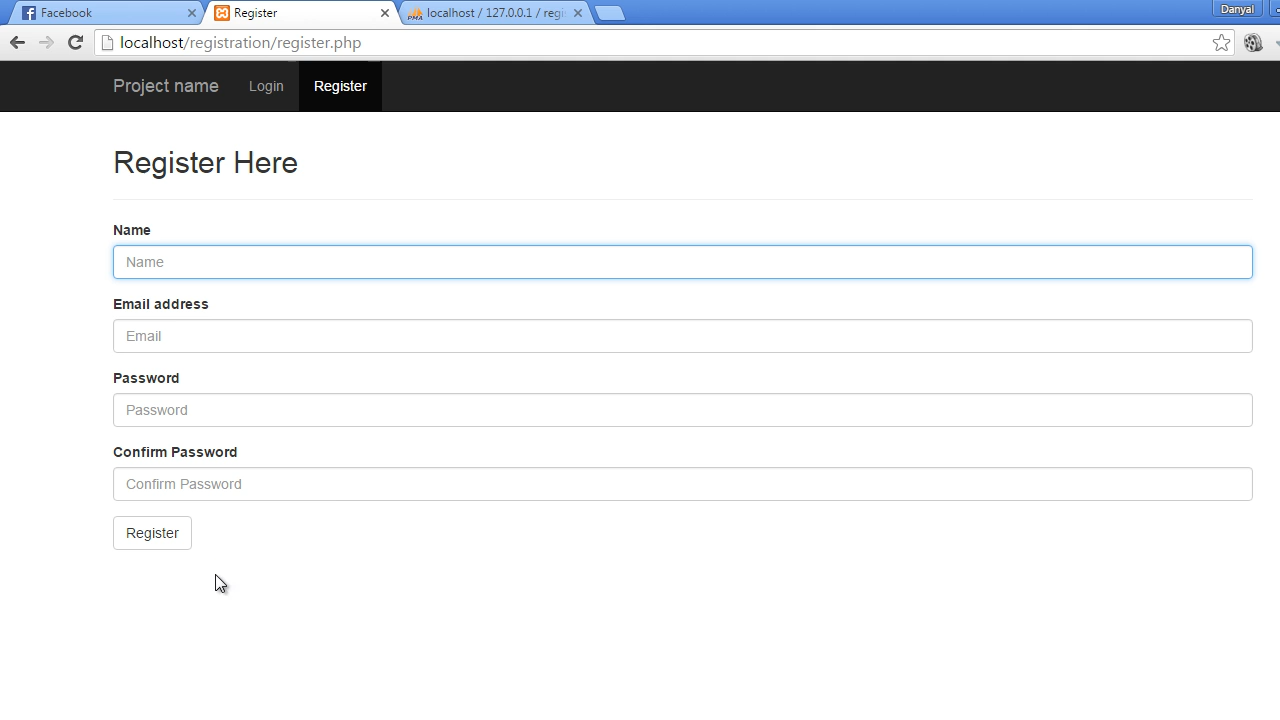 Facebook
Register
localhost / 127.0.0.1 / regi
Danyal
localhost/registration/register.php
Project name
Login
Register
Register Here
Name
Name
Email address
Email
Password
Password
Confirm Password
Confirm Password
Register